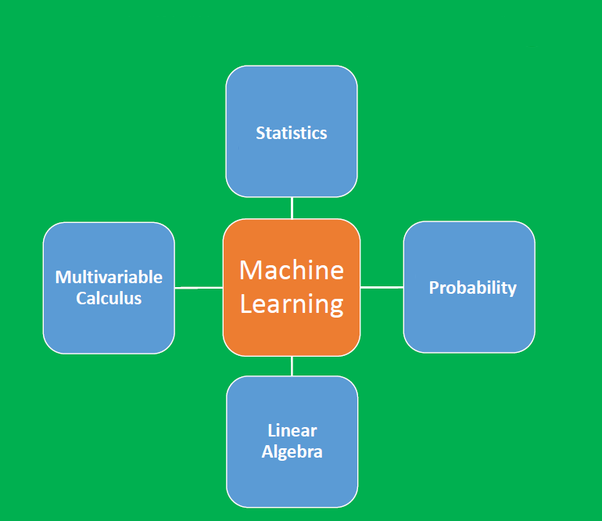 Statistics
Multivariable
Calculus
Machine
Learning
Probability
Linear
Algebra